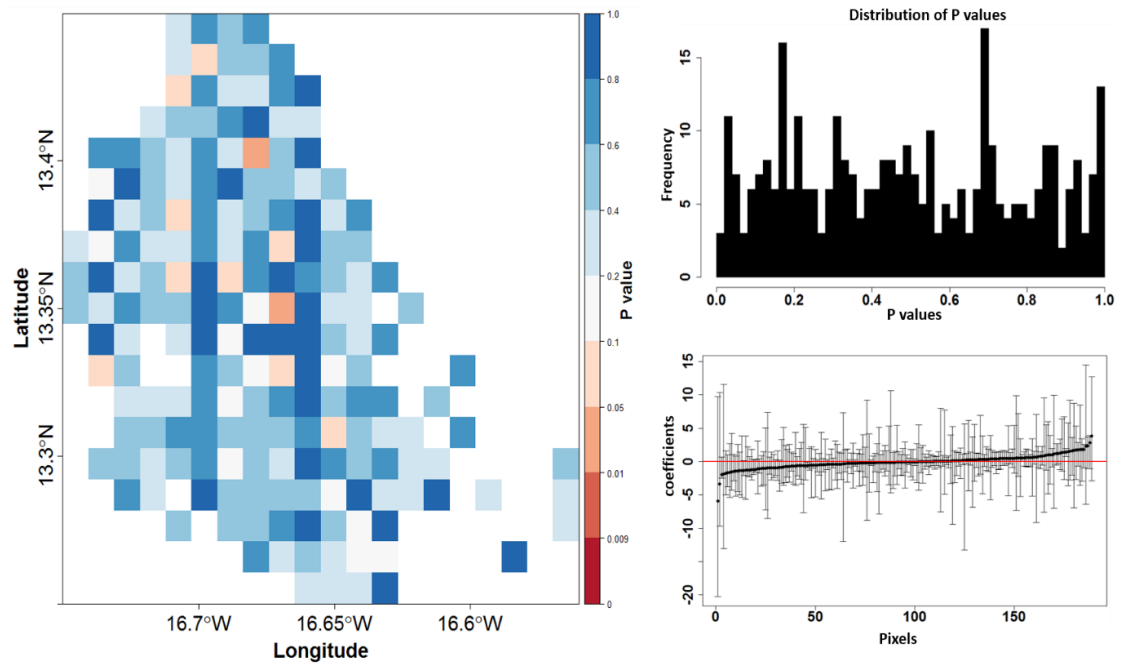 Latitude
13.4°N
13.35°N
13.3°N
16.7°W
16.65°W
16.6°W
Longitude
1.0
0.8
0.6
0.4
0.2
0.1
0.05
0.01
0.009
0
P value
Distribution of P values
Frequency
15
10
5
0
0.0 0.2 0.4 0.6 0.8 1.0
P values
coefficients
15
10
5
0
-5
-10
-20
0 50 100 150
Pixels